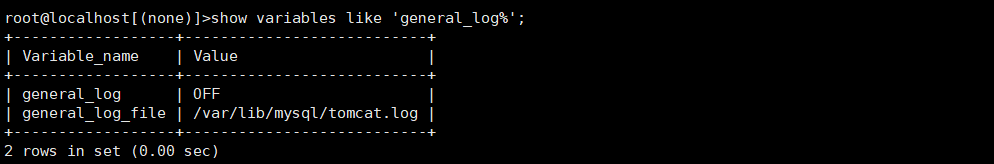 root@localhost[(none)]>show variables like 'general_log%';
+------------------+---------------------------+
| Variable_name    | Value                     |
+------------------+---------------------------+
| general_log      | OFF                       |
| general_log_file | /var/lib/mysql/tomcat.log |
+------------------+---------------------------+
2 rows in set (0.00 sec)